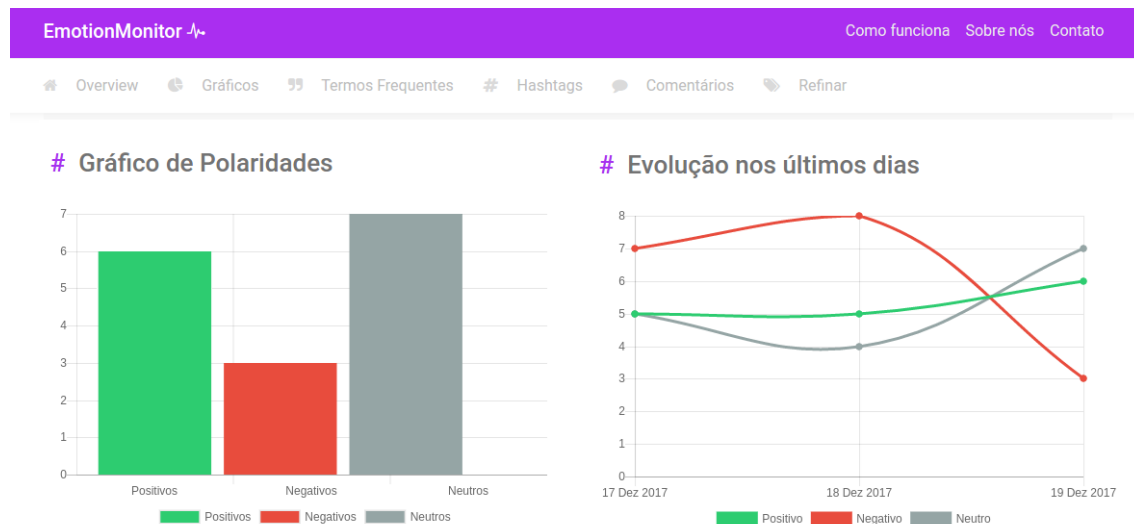 EmotionMonitor
Como funciona Sobre nós Contato
Overview Gráficos Termos Frequentes # Hashtags Comentários Refinar
# Gráfico de Polaridades
7
6
5
4
3
2
1
0
Positivos Negativos Neutros
Positivos Negativos Neutros
# Evolução nos últimos dias
8
7
6
5
4
3
2
1
0
17 Dez 2017 18 Dez 2017 19 Dez 2017
Positivo Negativo Neutro